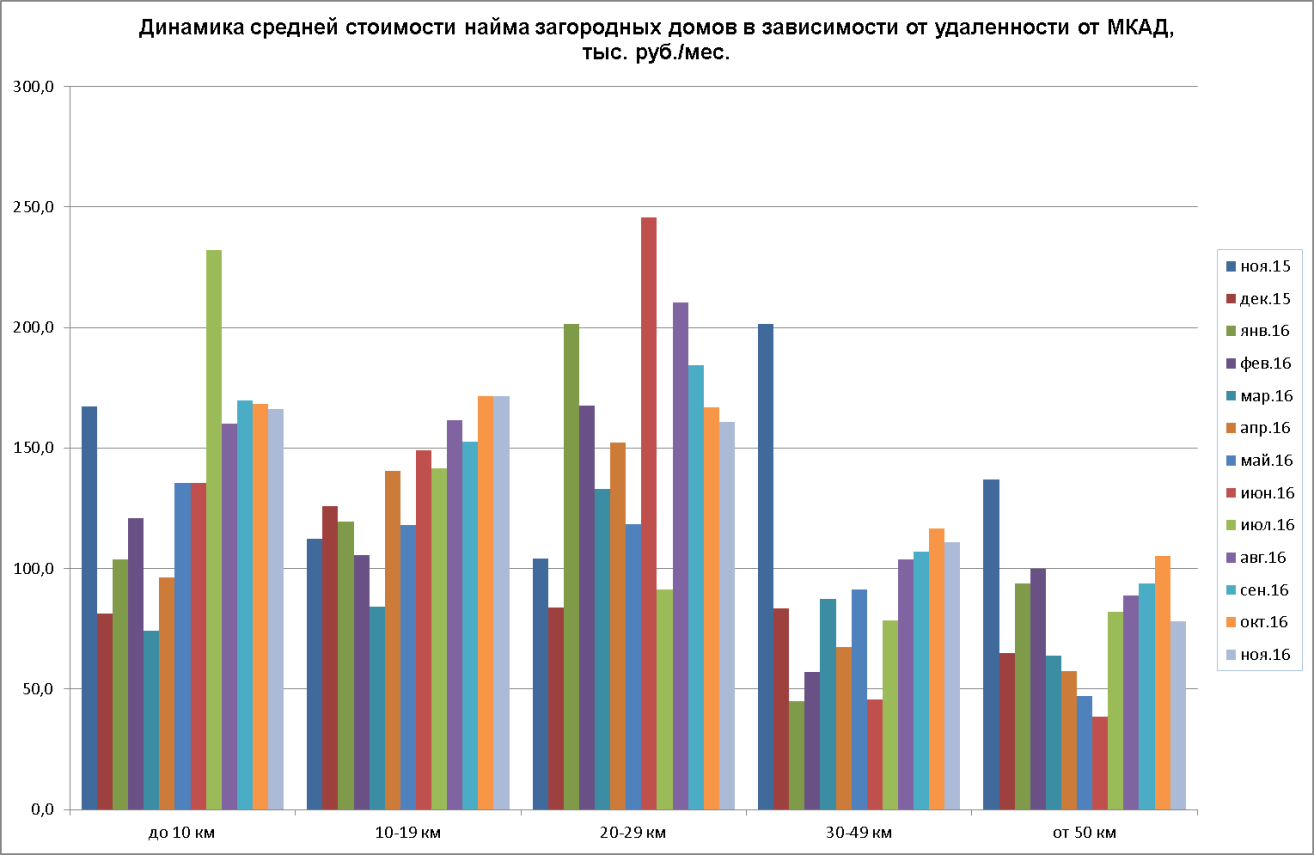 Динамика средней стоимости найма загородных домов в зависимости от удаленности от МКАД,
тыс. руб./мес.
300,0
250,0
200,0
150,0
100,0
50,0
0,0
до 10 км
10-19 км
20-29 км
30-49 км
от 50 км
ноя.15
дек.15
янв.16
фев.16
мар.16
апр.16
май.16
июн.16
июл.16
авг.16
сен.16
окт.16
ноя.16